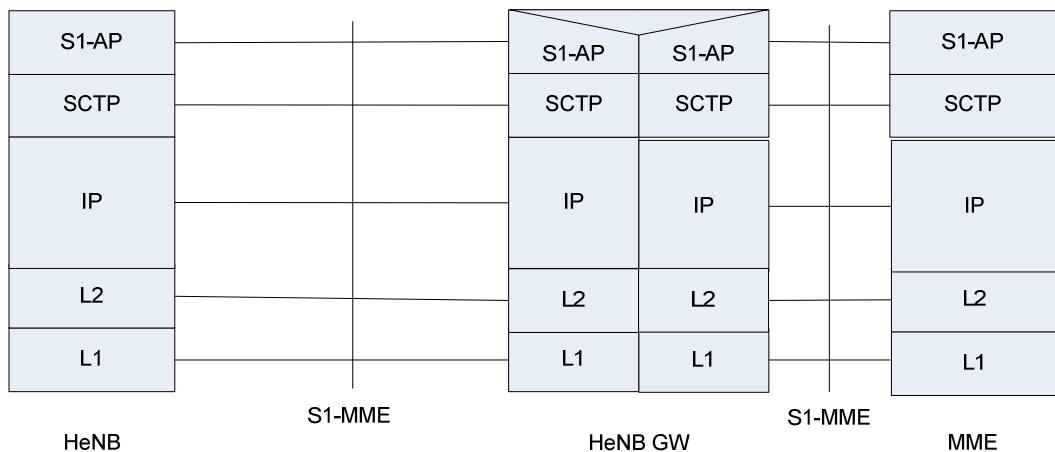 S1-AP
S1-AP
S1-AP
S1-AP
SCTP
SCTP
SCTP
SCTP
IP
IP
IP
IP
L2
L2
L2
L2
L1
L1
L1
L1
S1-MME
S1-MME
HeNB
HeNB GW
MME